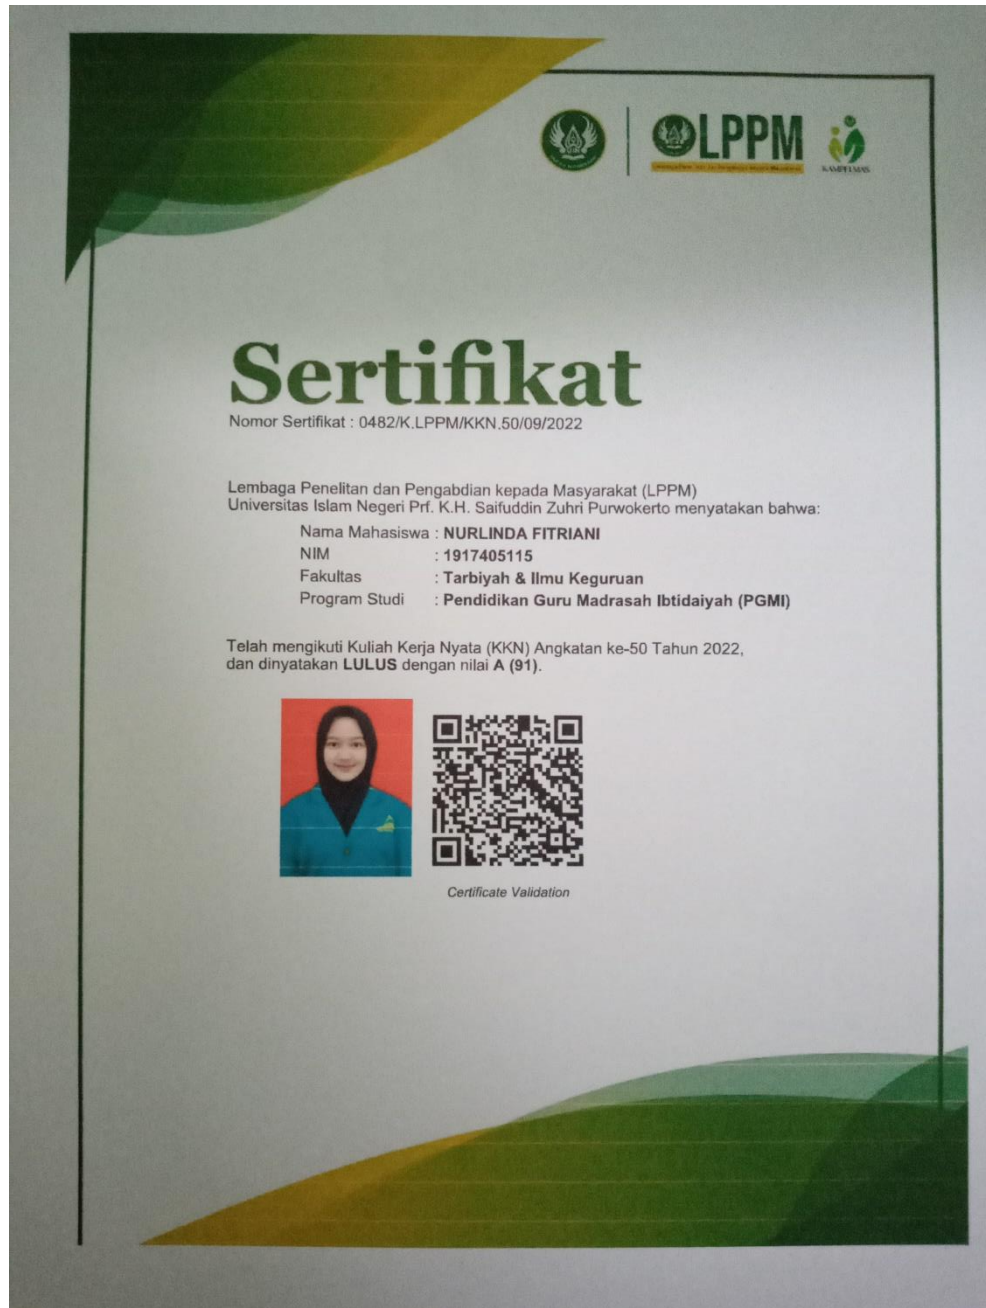 LPPM
KAMPELMAS
Sertifikat
Nomor Sertifikat : 0482/K.LPPM/KKN.50/09/2022
Lembaga Penelitan dan Pengabdian kepada Masyarakat (LPPM)
Universitas Islam Negeri Prf. K.H. Saifuddin Zuhri Purwokerto menyatakan bahwa:
Nama Mahasiswa : NURLINDA FITRIANI
NIM : 1917405115
Fakultas : Tarbiyah & Ilmu Keguruan
Program Studi : Pendidikan Guru Madrasah Ibtidaiyah (PGMI)
Telah mengikuti Kuliah Kerja Nyata (KKN) Angkatan ke-50 Tahun 2022,
dan dinyatakan LULUS dengan nilai A (91).
Certificate Validation